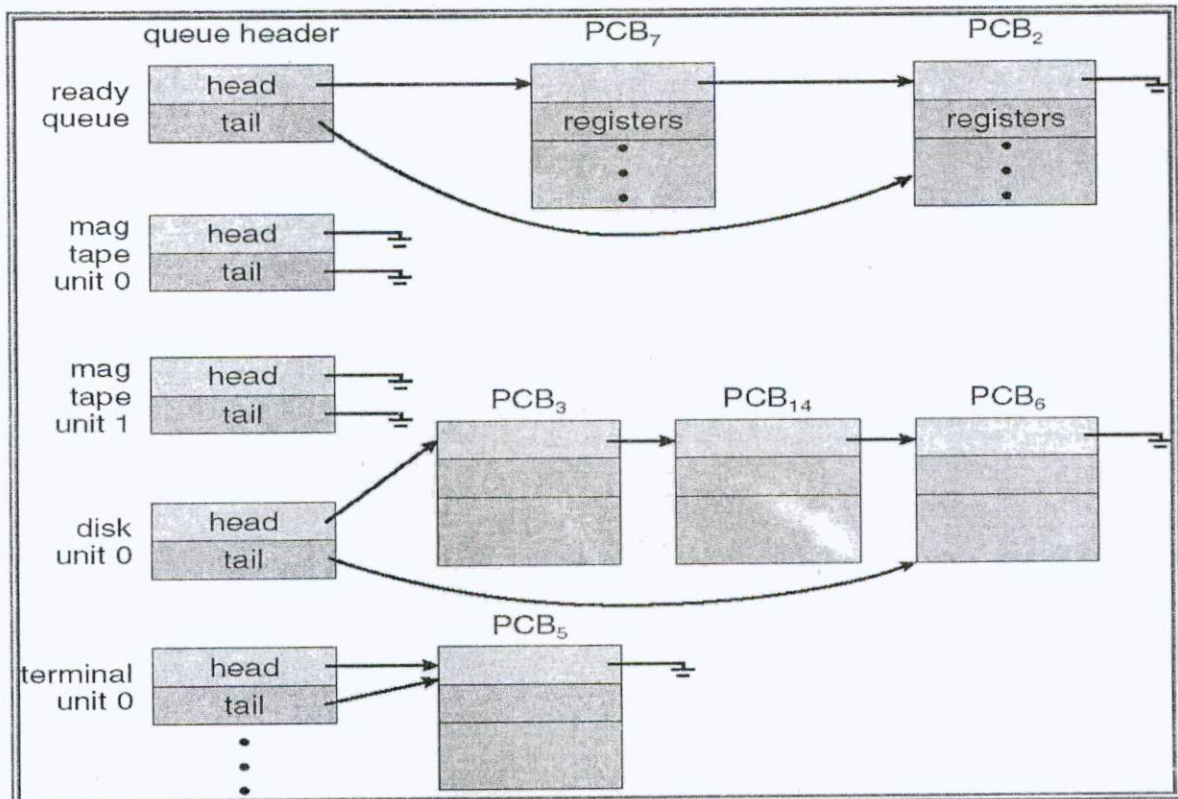 queue header
PCB₇
PCB₂
ready
queue
head
tail
registers
registers
mag
tape
unit 0
head
tail
mag
tape
unit 1
head
tail
PCB₃
PCB₁₄
PCB₆
disk
unit 0
head
tail
PCB₅
terminal
unit 0
head
tail